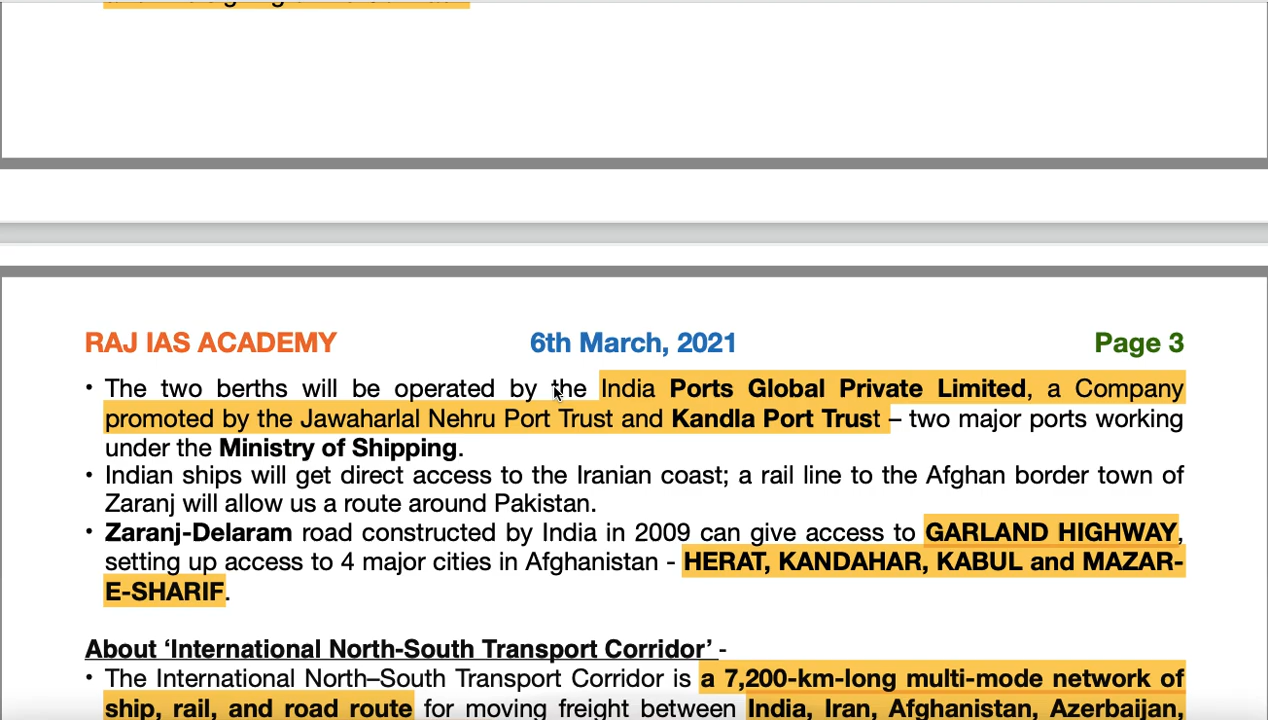 RAJ IAS ACADEMY 6th March, 2021 Page 3
• The two berths will be operated by the India Ports Global Private Limited, a Company
promoted by the Jawaharlal Nehru Port Trust and Kandla Port Trust – two major ports working
under the Ministry of Shipping.
• Indian ships will get direct access to the Iranian coast; a rail line to the Afghan border town of
Zaranj will allow us a route around Pakistan.
• Zaranj-Delaram road constructed by India in 2009 can give access to GARLAND HIGHWAY,
setting up access to 4 major cities in Afghanistan - HERAT, KANDAHAR, KABUL and MAZAR-
E-SHARIF.
About ‘International North-South Transport Corridor’ -
• The International North–South Transport Corridor is a 7,200-km-long multi-mode network of
ship, rail, and road route for moving freight between India, Iran, Afghanistan, Azerbaijan,